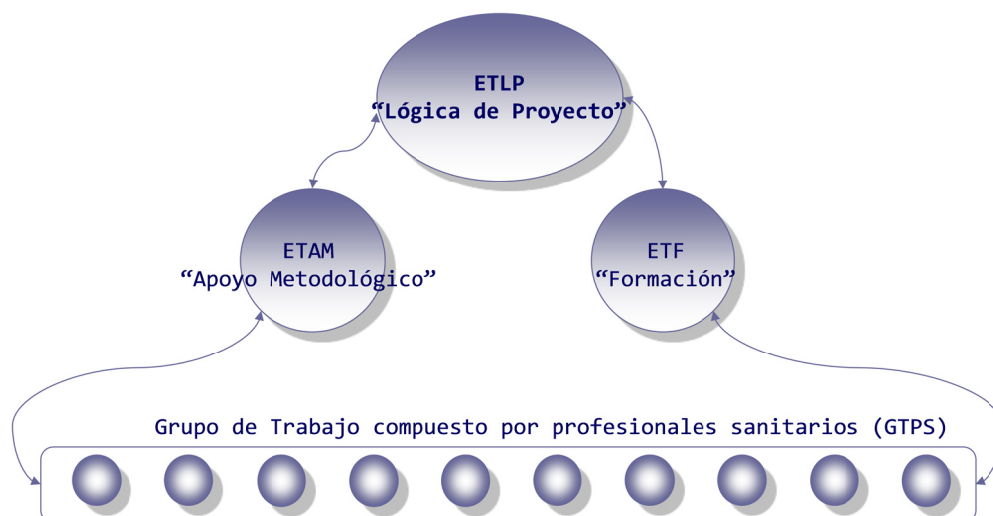 ETLP
“Lógica de Proyecto”
ETAM
“Apoyo Metodológico”
ETF
“Formación”
Grupo de Trabajo compuesto por profesionales sanitarios (GTPS)